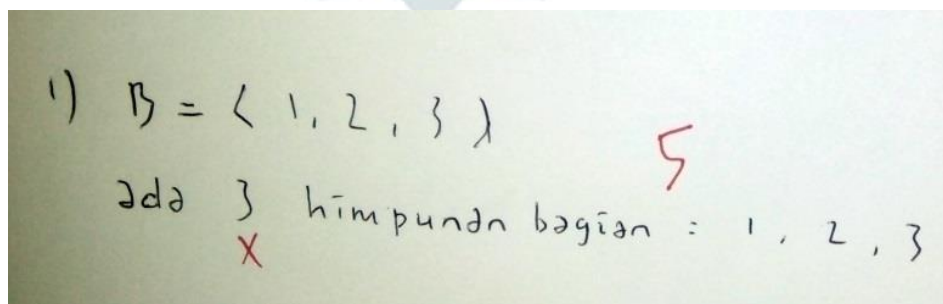 1) B = { 1, 2, 3 }
5
ada 3 himpunan bagian : 1, 2, 3
X